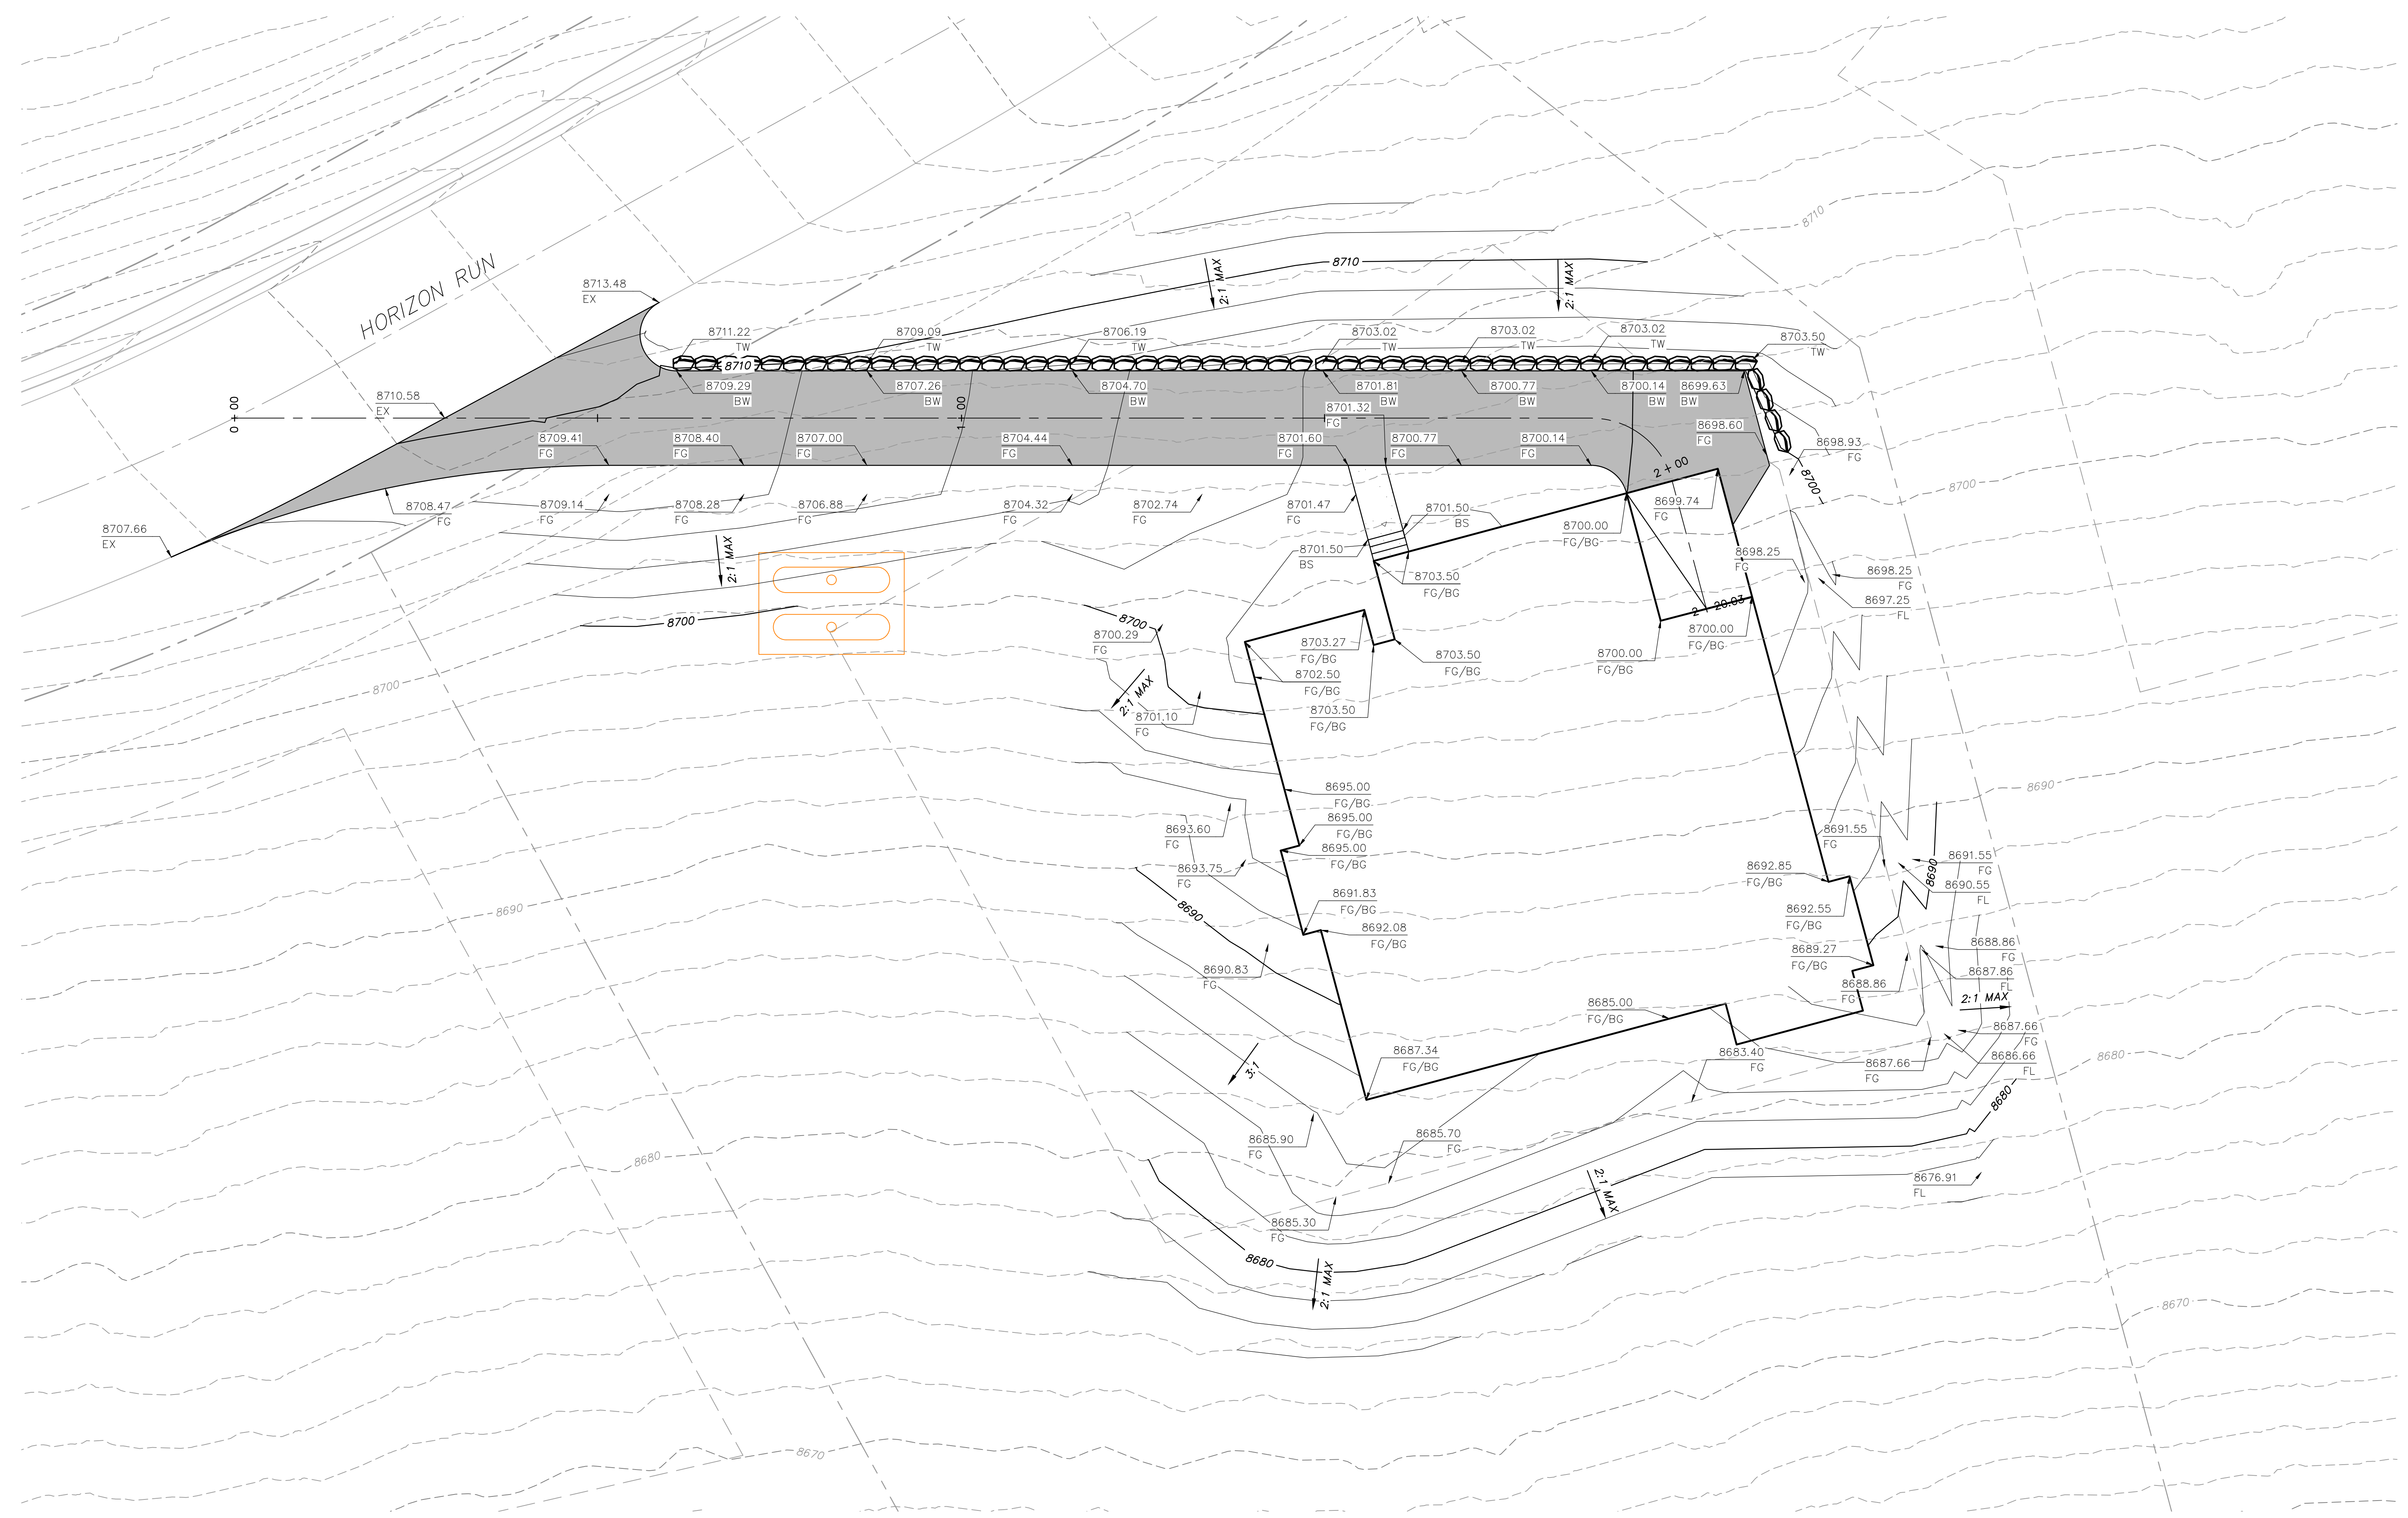 8710
HORIZON RUN
8710
2:1 MAX
2:1 MAX
8713.48
EX
8711.22
TW
8709.09
TW
8706.19
TW
8703.02
TW
8703.02
TW
8703.02
TW
8703.50
TW
8710
8709.29
BW
8707.26
BW
8704.70
BW
8701.81
BW
8700.77
BW
8700.14
BW
8699.63
BW
8710.58
EX
0 + 00
1 + 00
8701.32
FG
8698.60
FG
8709.41
FG
8708.40
FG
8707.00
FG
8704.44
FG
8701.60
FG
8700.77
FG
8700.14
FG
8698.93
FG
2 + 00
8700
8700
8708.47
FG
8709.14
FG
8708.28
FG
8706.88
FG
8704.32
FG
8702.74
FG
8701.47
FG
8701.50
BS
8699.74
FG
8707.66
EX
8700.00
FG/BG
2:1 MAX
8701.50
BS
8698.25
FG
8698.25
FG
8703.50
FG/BG
8697.25
FL
2 + 20.03
8700
8700
8700.29
FG
8703.27
FG/BG
8700.00
FG/BG
8703.50
FG/BG
8700.00
FG/BG
8702.50
FG/BG
8700
2:1 MAX
8703.50
FG/BG
8701.10
FG
8695.00
FG/BG
8690
8695.00
FG/BG
8693.60
FG
8691.55
FG
8695.00
FG/BG
8691.55
FG
8693.75
FG
8692.85
FG/BG
8690
8690.55
FL
8691.83
FG/BG
8690
8690
8692.55
FG/BG
8692.08
FG/BG
8688.86
FG
8689.27
FG/BG
8690.83
FG
8687.86
FL
8688.86
FG
2:1 MAX
8685.00
FG/BG
8687.66
FG
8687.34
FG/BG
8683.40
FG
8686.66
FL
8680
8687.66
FG
3:1
8680
8685.90
FG
8685.70
FG
8680
2:1 MAX
8676.91
FL
8685.30
FG
8680
2:1 MAX
8670
8670